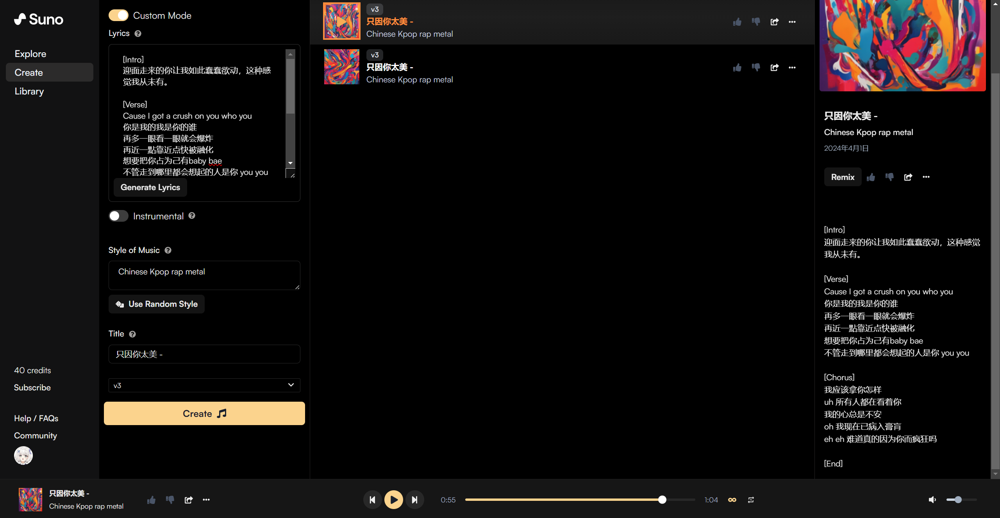 Suno
Explore
Create
Library
40 credits
Subscribe
Help / FAQs
Community
Custom Mode
Lyrics
[Intro]
迎面走来的你让我如此蠢蠢欲动，这种感
觉我从未有。
[Verse]
Cause I got a crush on you who you
你是我的我是你的谁
再多一眼看一眼就会爆炸
再近一點靠近点快被融化
想要把你占为己有baby bae
不管走到哪里都会想起的人是你 you you
Generate Lyrics
Instrumental
Style of Music
Chinese Kpop rap metal
Use Random Style
Title
只因你太美 -
v3
Create
v3
只因你太美 -
Chinese Kpop rap metal
v3
只因你太美 -
Chinese Kpop rap metal
只因你太美 -
Chinese Kpop rap metal
2024年4月1日
Remix
[Intro]
迎面走来的你让我如此蠢蠢欲动，这种感觉
我从未有。
[Verse]
Cause I got a crush on you who you
你是我的我是你的谁
再多一眼看一眼就会爆炸
再近一點靠近点快被融化
想要把你占为己有baby bae
不管走到哪里都会想起的人是你 you you
[Chorus]
我应该拿你怎样
uh 所有人都在看着你
我的心总是不安
oh 我现在已病入膏肓
eh eh 难道真的因为你而疯狂吗
[End]
只因你太美 -
Chinese Kpop rap metal
0:55
1:04